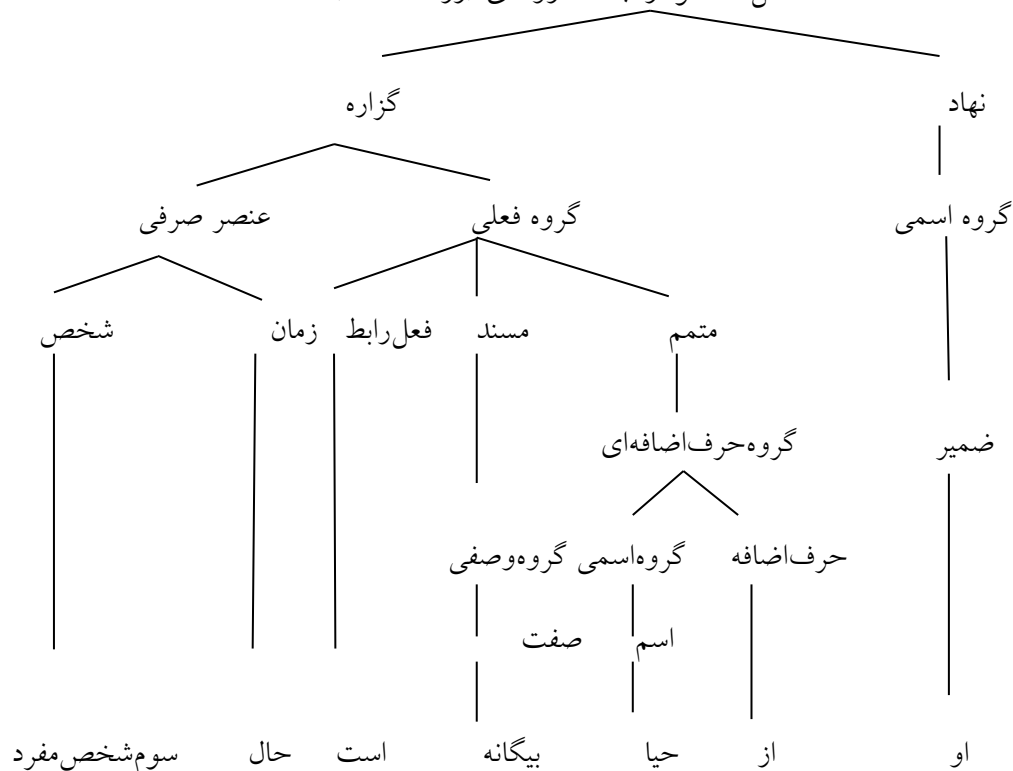 نهاد گزاره
گروه اسمی گروه فعلی عنصر صرفی
متمم مسند فعل‌رابط زمان شخص
ضمیر گروه‌حرف‌اضافه‌ای
حرف‌اضافه گروه‌اسمی گروه‌وصفی
اسم صفت
او از حیا بیگانه است حال سوم‌شخص‌مفرد